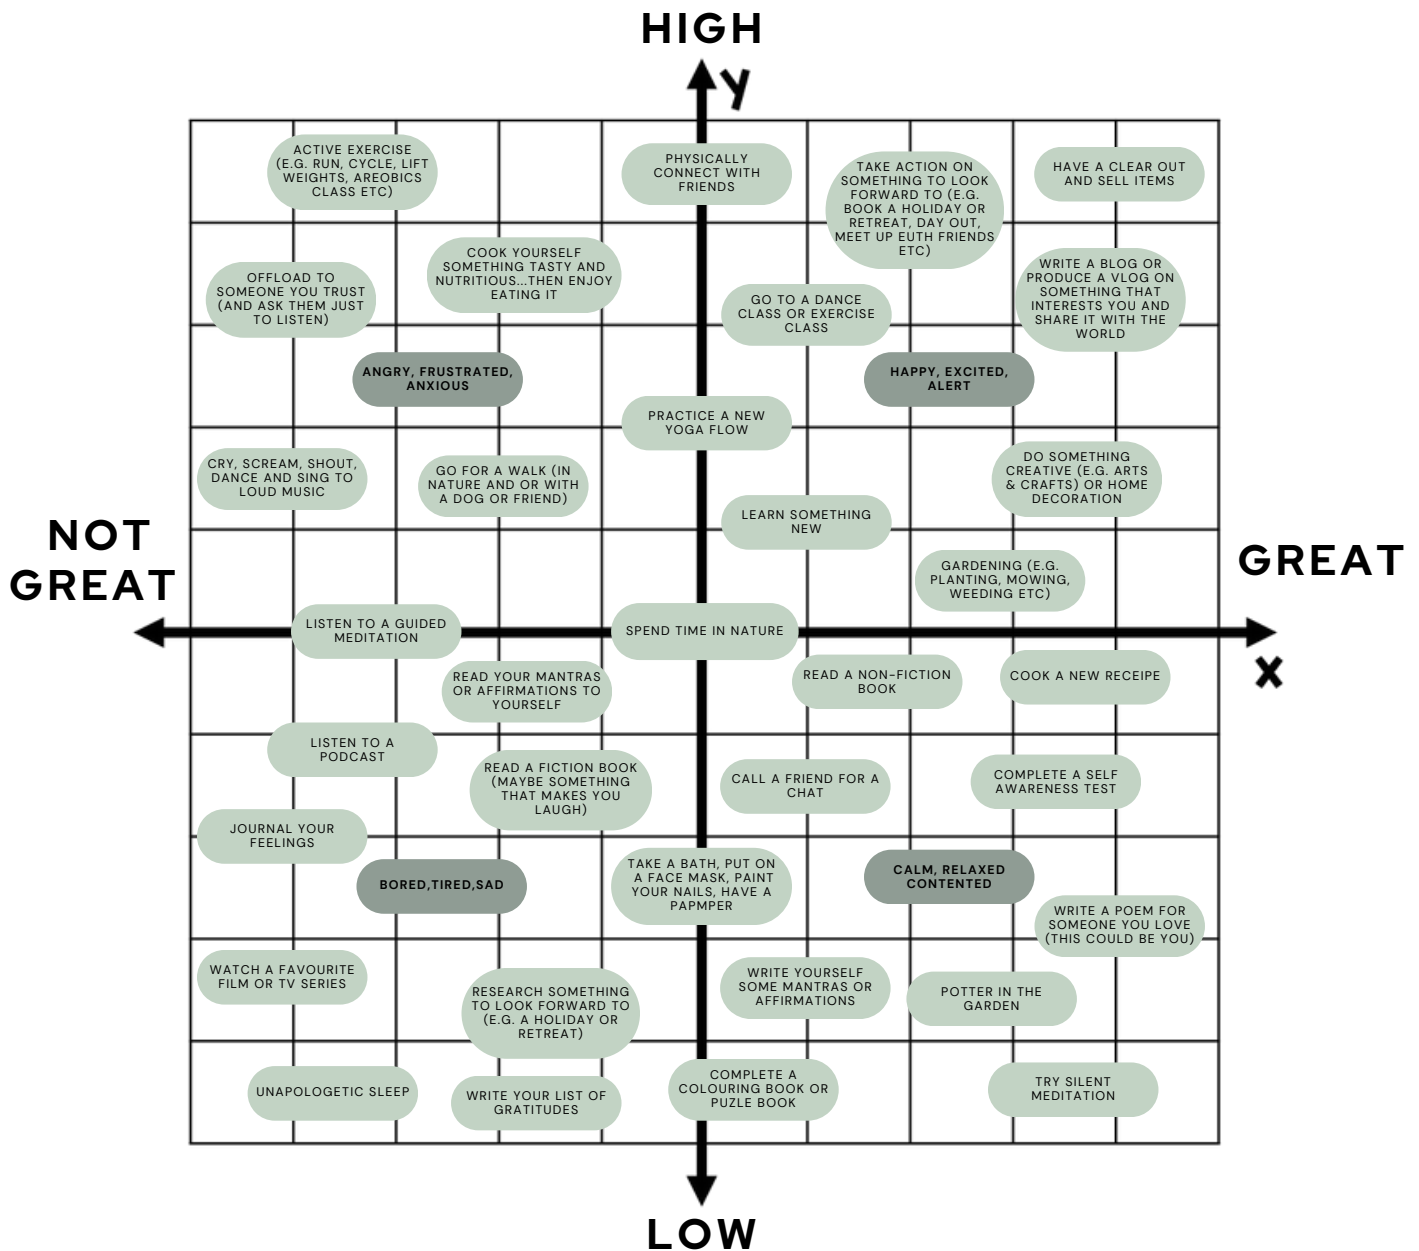 HIGH
y
ACTIVE EXERCISE
(E.G. RUN, CYCLE, LIFT
WEIGHTS, AREOBICS
CLASS ETC)
PHYSICALLY
CONNECT WITH
FRIENDS
TAKE ACTION ON
SOMETHING TO LOOK
FORWARD TO (E.G.
BOOK A HOLIDAY OR
RETREAT, DAY OUT,
MEET UP EUTH FRIENDS
ETC)
HAVE A CLEAR OUT
AND SELL ITEMS
OFFLOAD TO
SOMEONE YOU TRUST
(AND ASK THEM JUST
TO LISTEN)
COOK YOURSELF
SOMETHING TASTY AND
NUTRITIOUS...THEN ENJOY
EATING IT
GO TO A DANCE
CLASS OR EXERCISE
CLASS
WRITE A BLOG OR
PRODUCE A VLOG ON
SOMETHING THAT
INTERESTS YOU AND
SHARE IT WITH THE
WORLD
ANGRY, FRUSTRATED,
ANXIOUS
HAPPY, EXCITED,
ALERT
PRACTICE A NEW
YOGA FLOW
CRY, SCREAM, SHOUT,
DANCE AND SING TO
LOUD MUSIC
GO FOR A WALK (IN
NATURE AND OR WITH
A DOG OR FRIEND)
DO SOMETHING
CREATIVE (E.G. ARTS
& CRAFTS) OR HOME
DECORATION
LEARN SOMETHING
NEW
NOT
GREAT
GREAT
GARDENING (E.G.
PLANTING, MOWING,
WEEDING ETC)
LISTEN TO A GUIDED
MEDITATION
SPEND TIME IN NATURE
x
READ YOUR MANTRAS
OR AFFIRMATIONS TO
YOURSELF
READ A NON-FICTION
BOOK
COOK A NEW RECEIPE
LISTEN TO A
PODCAST
READ A FICTION BOOK
(MAYBE SOMETHING
THAT MAKES YOU
LAUGH)
CALL A FRIEND FOR A
CHAT
COMPLETE A SELF
AWARENESS TEST
JOURNAL YOUR
FEELINGS
BORED,TIRED,SAD
TAKE A BATH, PUT ON
A FACE MASK, PAINT
YOUR NAILS, HAVE A
PAPMPER
CALM, RELAXED
CONTENTED
WRITE A POEM FOR
SOMEONE YOU LOVE
(THIS COULD BE YOU)
WATCH A FAVOURITE
FILM OR TV SERIES
RESEARCH SOMETHING
TO LOOK FORWARD TO
(E.G. A HOLIDAY OR
RETREAT)
WRITE YOURSELF
SOME MANTRAS OR
AFFIRMATIONS
POTTER IN THE
GARDEN
UNAPOLOGETIC SLEEP
WRITE YOUR LIST OF
GRATITUDES
COMPLETE A
COLOURING BOOK OR
PUZLE BOOK
TRY SILENT
MEDITATION
LOW